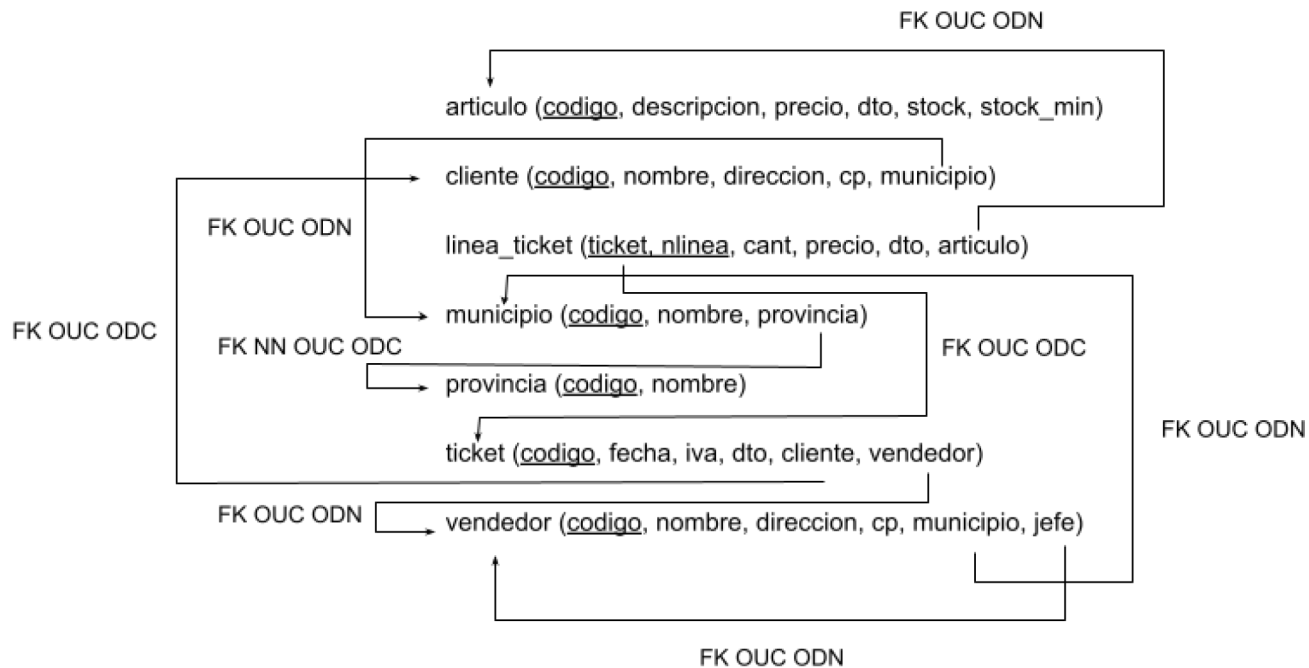 FK OUC ODN
articulo (codigo, descripcion, precio, dto, stock, stock_min)
cliente (codigo, nombre, direccion, cp, municipio)
FK OUC ODN
linea_ticket (ticket, nlinea, cant, precio, dto, articulo)
municipio (codigo, nombre, provincia)
FK OUC ODC
FK NN OUC ODC
FK OUC ODC
provincia (codigo, nombre)
FK OUC ODN
ticket (codigo, fecha, iva, dto, cliente, vendedor)
FK OUC ODN
vendedor (codigo, nombre, direccion, cp, municipio, jefe)
FK OUC ODN